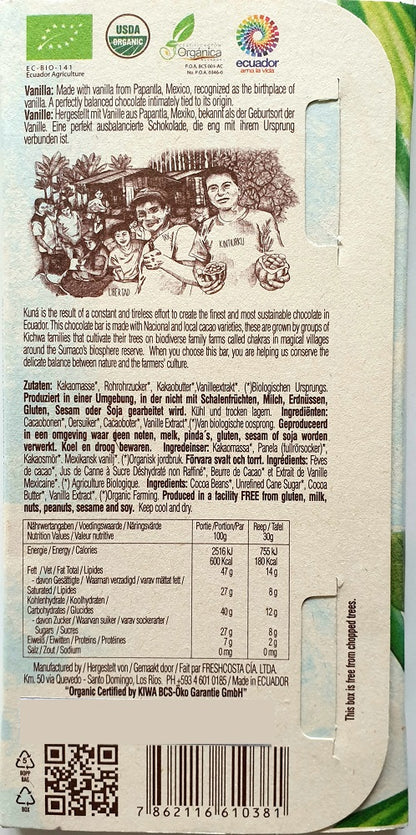 EC-BIO-141
Ecuador Agriculture
USDA
ORGANIC
Orgánica
P.O.A. BCS 001-AC
No. P.O.A. 0346-0
ecuador
ama la vida
Vanilla: Made with vanilla from Papantla, Mexico, recognized as the birthplace of
vanilla. A perfectly balanced chocolate intimately tied to its origin.
Vanille: Hergestellt mit Vanille aus Papantla, Mexiko, bekannt als der Geburtsort der
Vanille. Eine perfekt ausbalancierte Schokolade, die eng mit ihrem Ursprung
verbunden ist.
KINTIURKU
LIBERTAD
Kuná is the result of a constant and tireless effort to create the finest and most sustainable chocolate in
Ecuador. This chocolate bar is made with Nacional and local cacao varieties, these are grown by groups of
Kichwa families that cultivate their trees on biodiverse family farms called chakras in magical villages
around the Sumaco's biosphere reserve. When you choose this bar, you are helping us conserve the
delicate balance between nature and the farmers' culture.
Zutaten: Kakaomasse*, Rohrohrzucker*, Kakaobutter*,Vanilleextrakt*. (*)Biologischen Ursprungs.
Produziert in einer Umgebung, in der nicht mit Schalenfrüchten, Milch, Erdnüssen,
Gluten, Sesam oder Soja gearbeitet wird. Kühl und trocken lagern. Ingrediënten:
Cacaobonen*, Oersuiker*, Cacaoboter*, Vanille Extract*.(*)Van biologische oosprong. Geproduceerd
in een omgeving waar geen noten, melk, pinda´s, gluten, sesam of soja worden
verwerkt. Koel en droog bewaren. Ingredeinser: Kakaomassa*, Panela (fullrörsocker)*,
Kakaosmör*, Mexikansk vanilj*. (*)Organisk jordbruk. Förvara svalt och torrt. Ingrédients: Fèves
de cacao*, Jus de Canne à Sucre Déshydraté non Raffiné*, Beurre de Cacao* et Extrait de Vanille
Mexicaine*. (*) Agriculture Biologique. Ingredients: Cocoa Beans*, Unrefined Cane Sugar*, Cocoa
Butter*, Vanilla Extract*. (*)Organic Farming. Produced in a facility FREE from gluten, milk,
nuts, peanuts, sesame and soy. Keep cool and dry.
Nährwertangaben / Voedingswaarde / Näringsvärde
Nutrition Values / Valeur nutritive
Portie /Portion/Par
100g
Reep / Tafel
30g
Energie / Energy / Calories
2516 kJ
755 kJ
600 Kcal
180 Kcal
Fett / Vet / Fat Total / Lipides
47 g
14 g
- davon Gesättigte / Waarman verzadigd / varav mättat fett /
Saturated / Lipides
27 g
8 g
Kohlenhydrate / Koolhydraten /
Carbohydrates / Glucides
40 g
12 g
- davon Zucker / Waarvan suiker / varav sockerarter /
Sugars / Sucres
27 g
8 g
Eiweiß / Eiwitten / Proteins / Protéines
7 g
2 g
Salz / Zout / Sodium
0 mg
0 mg
Manufactured by / Hergestelt von / Gemaakt door / Fait par FRESHCOSTA CÍA. LTDA.
Km. 50 vía Quevedo - Santo Domingo, Los Ríos. PH +593 4 601 0185 / Made in ECUADOR
"Organic Certified by KIWA BCS-Öko Garantie GmbH"
This box is free from chopped trees.
5
BOPP
BAG
BOX
7 862116 610381